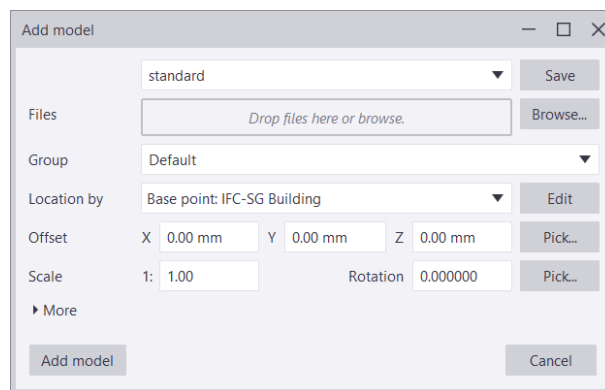 Add model
standard Save
Files Drop files here or browse. Browse...
Group Default
Location by Base point: IFC-SG Building Edit
Offset X 0.00 mm Y 0.00 mm Z 0.00 mm Pick...
Scale 1: 1.00 Rotation 0.000000 Pick...
More
Add model Cancel